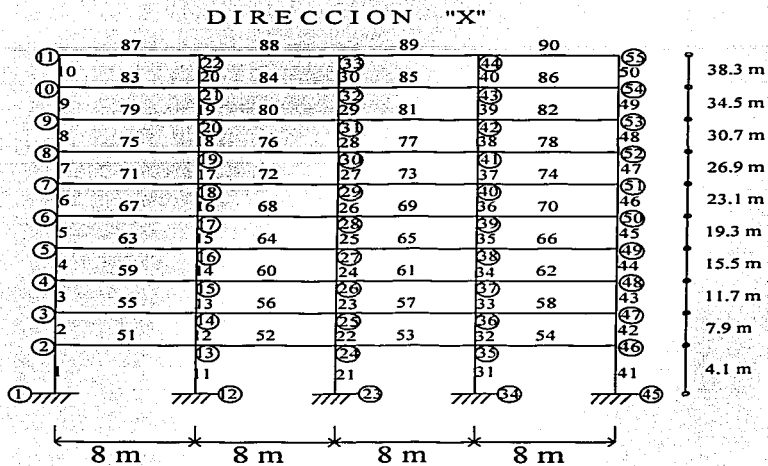 DIRECCION "X"
87 88 89 90
11 22 33 44 55
10 20 30 40 50 38.3 m
83 84 85 86
10 21 32 43 54
9 19 29 39 49 34.5 m
79 80 81 82
9 20 31 42 53
8 18 28 38 48 30.7 m
75 76 77 78
8 19 30 41 52
7 17 27 37 47 26.9 m
71 72 73 74
7 18 29 40 51
6 16 26 36 46 23.1 m
67 68 69 70
6 17 28 39 50
5 15 25 35 45 19.3 m
63 64 65 66
5 16 27 38 49
4 14 24 34 44 15.5 m
59 60 61 62
4 15 26 37 48
3 13 23 33 43 11.7 m
55 56 57 58
3 14 25 36 47
2 12 22 32 42 7.9 m
51 52 53 54
2 13 24 35 46
1 11 21 31 41 4.1 m
1 12 23 34 45
8 m 8 m 8 m 8 m